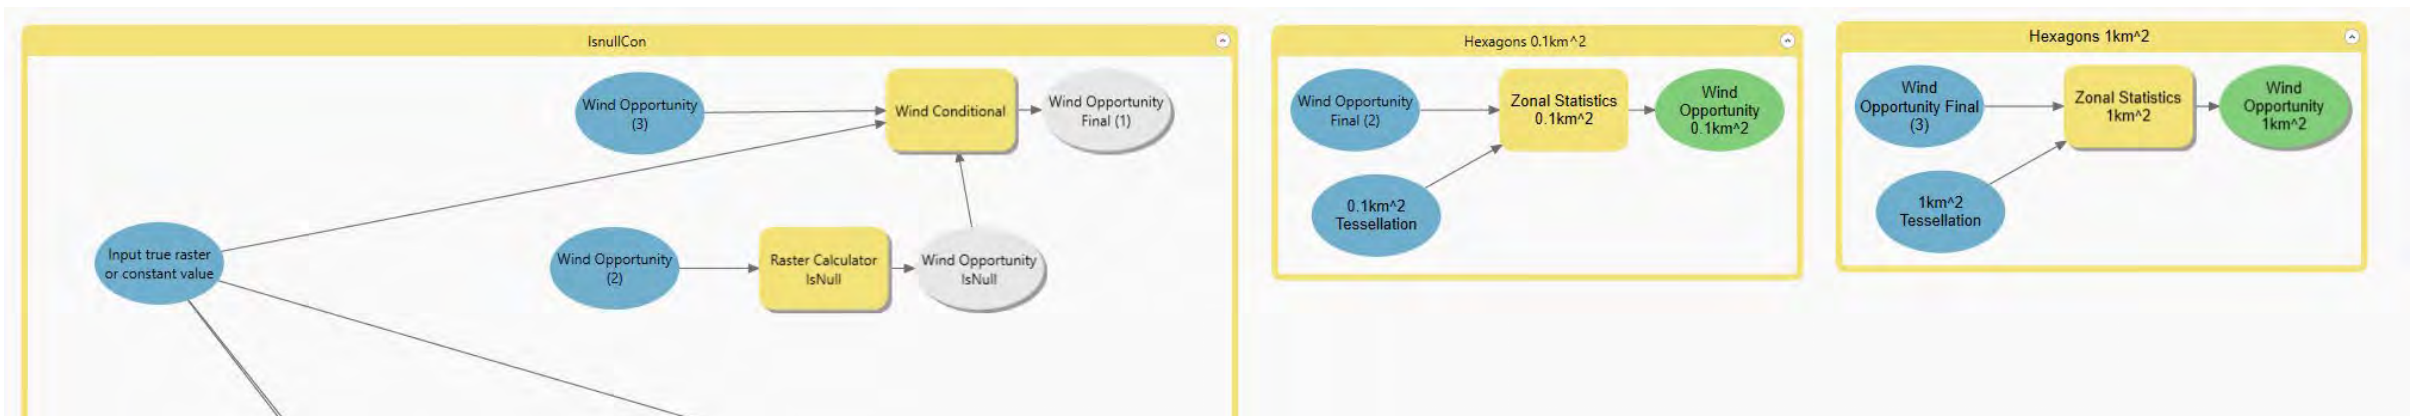 IsnullCon
Wind Opportunity
(3)
Wind Conditional
Wind Opportunity
Final (1)
Input true raster
or constant value
Wind Opportunity
(2)
Raster Calculator
IsNull
Wind Opportunity
IsNull
Hexagons 0.1km^2
Wind Opportunity
Final (2)
Zonal Statistics
0.1km^2
Wind
Opportunity
0.1km^2
0.1km^2
Tessellation
Hexagons 1km^2
Wind
Opportunity Final
(3)
Zonal Statistics
1km^2
Wind
Opportunity
1km^2
1km^2
Tessellation